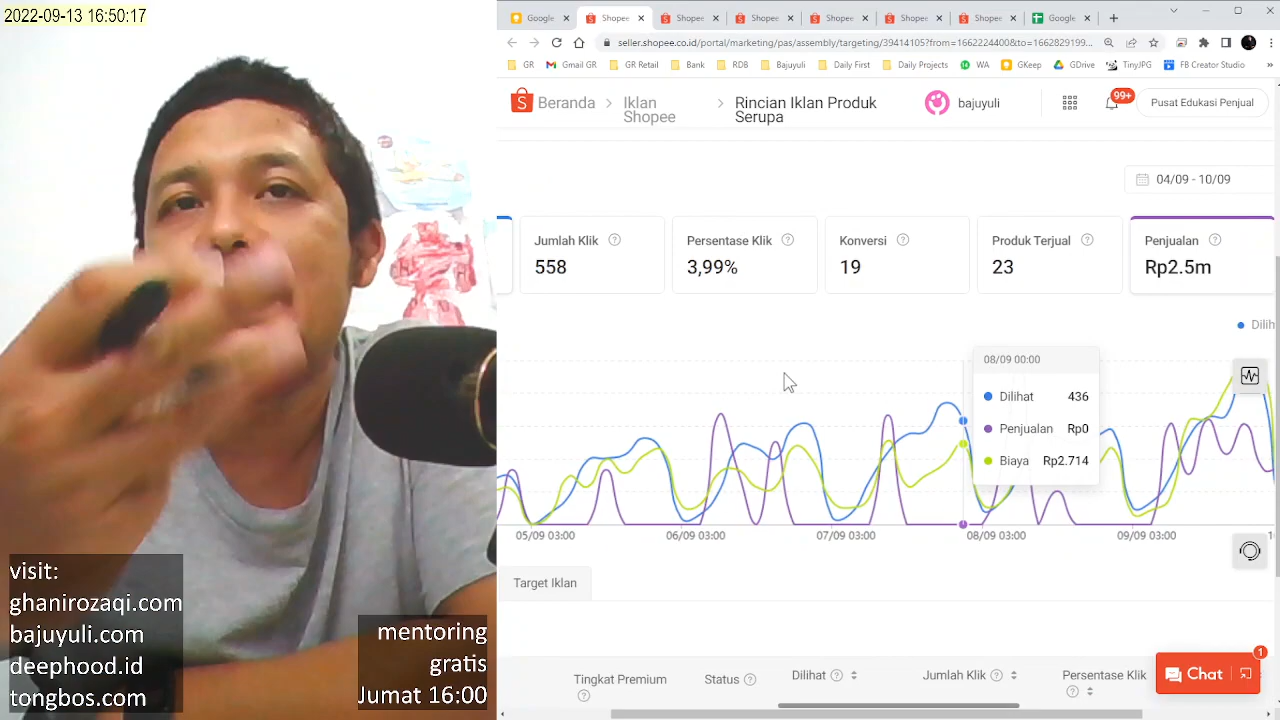 2022-09-13 16:50:17
visit:
ghanirozaqi.com
bajuyuli.com
deephood.id
tongbos.com
mentoring
gratis
Jumat 16:00
Google
Shopee
Shopee
Shopee
Shopee
Shopee
Shopee
Google
seller.shopee.co.id/portal/marketing/pas/assembly/targeting/39414105?from=1662224400&to=1662829199...
GR
Gmail GR
GR Retail
Bank
RDB
Bajuyuli
Daily First
Daily Projects
WA
GKeep
GDrive
TinyJPG
FB Creator Studio
Beranda
Iklan
Shopee
Rincian Iklan Produk
Serupa
bajuyuli
99+
Pusat Edukasi Penjual
04/09 - 10/09
Jumlah Klik
558
Persentase Klik
3,99%
Konversi
19
Produk Terjual
23
Penjualan
Rp2.5m
Dilih
08/09 00:00
Dilihat 436
Penjualan Rp0
Biaya Rp2.714
05/09 03:00
06/09 03:00
07/09 03:00
08/09 03:00
09/09 03:00
Target Iklan
Tingkat Premium
Status
Dilihat
Jumlah Klik
Persentase Klik
Chat
1